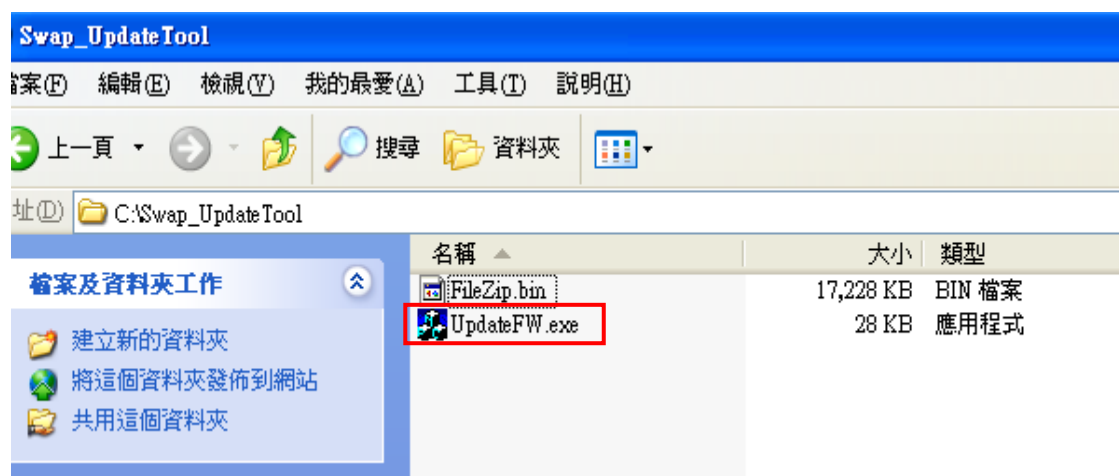 Swap_UpdateTool
檔案(F) 編輯(E) 檢視(V) 我的最愛(A) 工具(T) 說明(H)
上一頁 搜尋 資料夾
址(D) C:\Swap_UpdateTool
名稱 大小 類型
檔案及資料夾工作
FileZip.bin 17,228 KB BIN 檔案
UpdateFW.exe 28 KB 應用程式
建立新的資料夾
將這個資料夾發佈到網站
共用這個資料夾